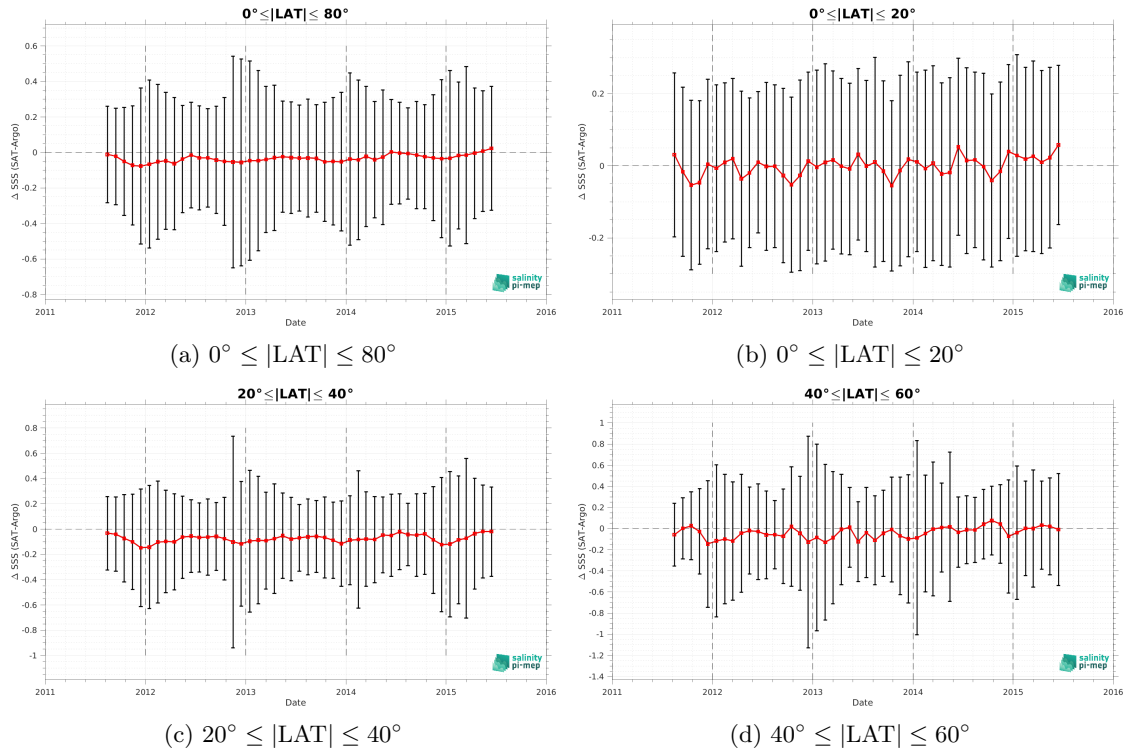 0°≤|LAT|≤ 80°
0.6
0.4
0.2
0
-0.2
-0.4
-0.6
-0.8
Δ SSS (SAT-Argo)
2011
2012
2013
2014
2015
2016
Date
salinity
pi-mep
(a) 0° ≤ |LAT| ≤ 80°
0°≤|LAT|≤ 20°
0.2
0
-0.2
Δ SSS (SAT-Argo)
2011
2012
2013
2014
2015
2016
Date
salinity
pi-mep
(b) 0° ≤ |LAT| ≤ 20°
20°≤|LAT|≤ 40°
0.8
0.6
0.4
0.2
0
-0.2
-0.4
-0.6
-0.8
-1
Δ SSS (SAT-Argo)
2011
2012
2013
2014
2015
2016
Date
salinity
pi-mep
(c) 20° ≤ |LAT| ≤ 40°
40°≤|LAT|≤ 60°
1
0.8
0.6
0.4
0.2
0
-0.2
-0.4
-0.6
-0.8
-1
-1.2
-1.4
Δ SSS (SAT-Argo)
2011
2012
2013
2014
2015
2016
Date
salinity
pi-mep
(d) 40° ≤ |LAT| ≤ 60°